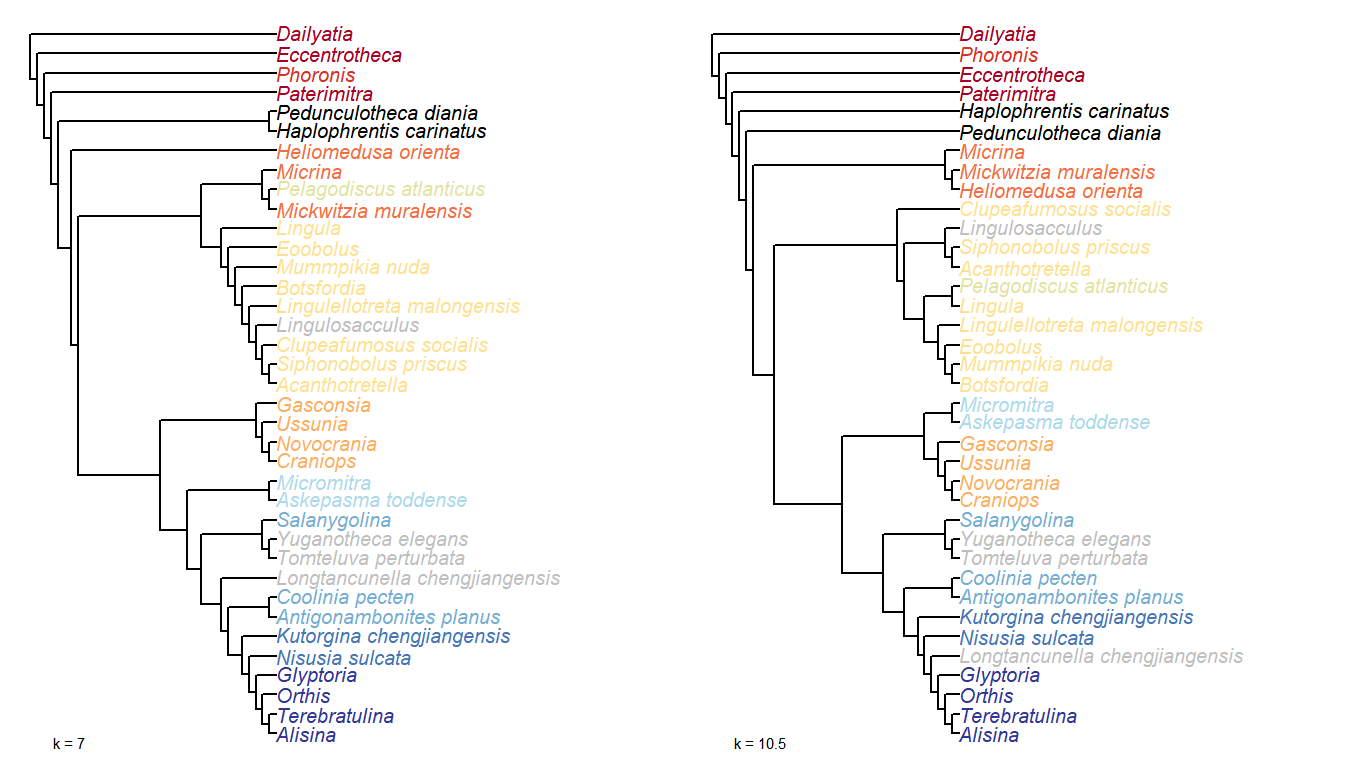 Dailyatia
Eccentrotheca
Phoronis
Paterimitra
Pedunculotheca diania
Haplophrentis carinatus
Heliomedusa orienta
Micrina
Pelagodiscus atlanticus
Mickwitzia muralensis
Lingula
Eoobolus
Mummpikia nuda
Botsfordia
Lingulellotreta malongensis
Lingulosacculus
Clupeafumosus socialis
Siphonobolus priscus
Acanthotretella
Gasconsia
Ussunia
Novocrania
Craniops
Micromitra
Askepasma toddense
Salanygolina
Yuganotheca elegans
Tomteluva perturbata
Longtancunella chengjiangensis
Coolinia pecten
Antigonambonites planus
Kutorgina chengjiangensis
Nisusia sulcata
Glyptoria
Orthis
Terebratulina
Alisina
k = 7
Dailyatia
Phoronis
Eccentrotheca
Paterimitra
Haplophrentis carinatus
Pedunculotheca diania
Micrina
Mickwitzia muralensis
Heliomedusa orienta
Clupeafumosus socialis
Lingulosacculus
Siphonobolus priscus
Acanthotretella
Pelagodiscus atlanticus
Lingula
Lingulellotreta malongensis
Eoobolus
Mummpikia nuda
Botsfordia
Micromitra
Askepasma toddense
Gasconsia
Ussunia
Novocrania
Craniops
Salanygolina
Yuganotheca elegans
Tomteluva perturbata
Coolinia pecten
Antigonambonites planus
Kutorgina chengjiangensis
Nisusia sulcata
Longtancunella chengjiangensis
Glyptoria
Orthis
Terebratulina
Alisina
k = 10.5